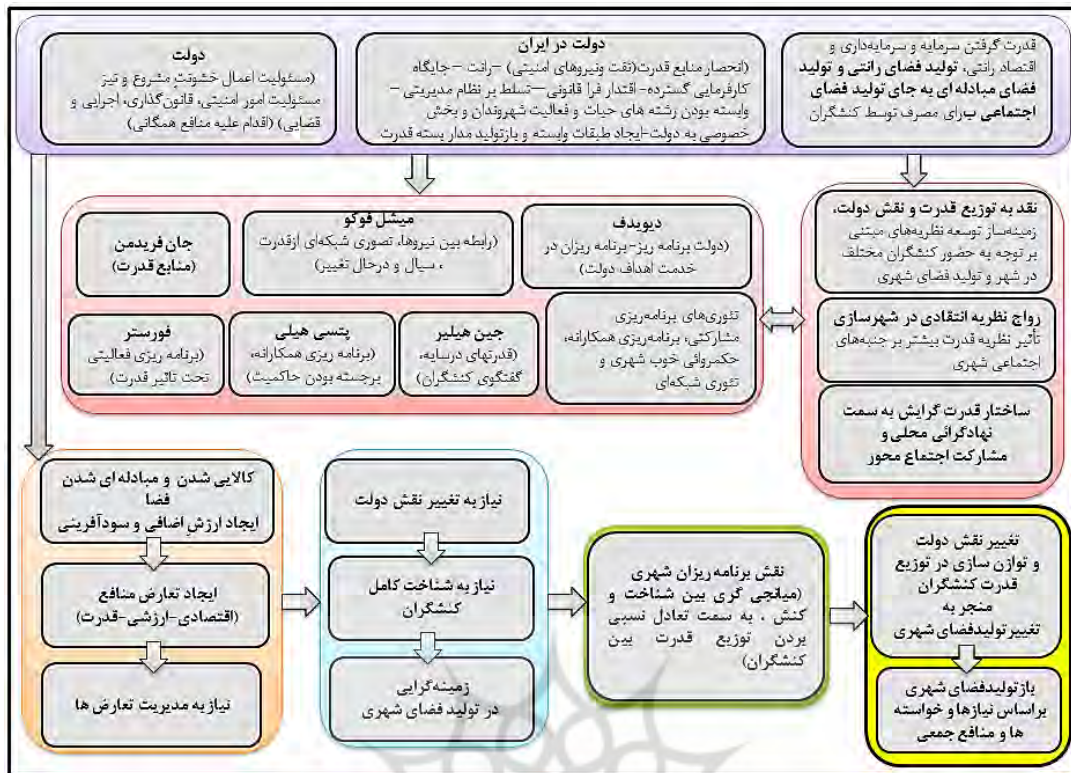 قدرت گرفتن سرمایه و سرمایه‌داری و
اقتصاد رانتی، تولید فضای رانتی و تولید
فضای مبادله ای به جای تولید فضای
اجتماعی برای مصرف توسط کنشگران
دولت در ایران
(انحصار منابع قدرت(نفت ونیروهای امنیتی) –رانت –جایگاه
کارفرمایی گسترده- اقتدار فرا قانونی–تسلط بر نظام مدیریتی –
وابسته بودن رشته های حیات و فعالیت شهروندان و بخش
خصوصی به دولت-ایجاد طبقات وابسته و بازتولید مدار بسته قدرت
دولت
(مسئولیت اعمال خشونتِ مشروع و نیز
مسئولیت امور امنیتی، قانون‌گذاری، اجرایی و
قضایی) (اقدام علیه منافع همگانی)
نقد به توزیع قدرت و نقش دولت،
زمینه‌ساز توسعه نظریه‌های مبتنی
بر توجه به حضور کنشگران مختلف
در شهر و تولید فضای شهری
رواج نظریه انتقادی در شهرسازی
تأثیر نظریه قدرت بیشتر بر جنبه‌های
اجتماعی شهری
ساختار قدرت گرایش به سمت
نهادگرائی محلی و
مشارکت اجتماع محور
دیویدف
(دولت برنامه ریز- برنامه ریزان در
خدمت اهداف دولت)
میشل فوکو
(رابطه بین نیروها، تصوری شبکه‌ای ازقدرت
، سیال و درحال تغییر)
جان فریدمن
(منابع قدرت)
تئوری‌های برنامه‌ریزی
مشارکتی، برنامه‌ریزی همکارانه،
حکمروائی خوب شهری و
تئوری شبکه‌ای
جین هیلیر
(قدرتهای درسایه،
گفتگوی کنشگران)
پتسی هیلی
(برنامه ریزی همکارانه،
برجسته بودن حاکمیت)
فورستر
(برنامه ریزی فعالیتی
تحت تاثیر قدرت)
کالایی شدن و مبادله ای شدن
فضا
ایجاد ارزشِ اضافی و سودآفرینی
ایجاد تعارض منافع
(اقتصادی-ارزشی-قدرت)
نیاز به مدیریت تعارض ها
نیاز به تغییر نقش دولت
نیاز به شناخت کامل
کنشگران
زمینه‌گرایی
در تولید فضای شهری
نقش برنامه ریزان شهری
(میانجی گری بین شناخت و
کنش ، به سمت تعادل نسبی
بردن توزیع قدرت بین
کنشگران)
تغییر نقش دولت
و توازن سازی در توزیع
قدرت کنشگران
منجر به
تغییرتولیدفضای شهری
بازتولیدفضای شهری
براساس نیازها و خواسته
ها و منافع جمعی